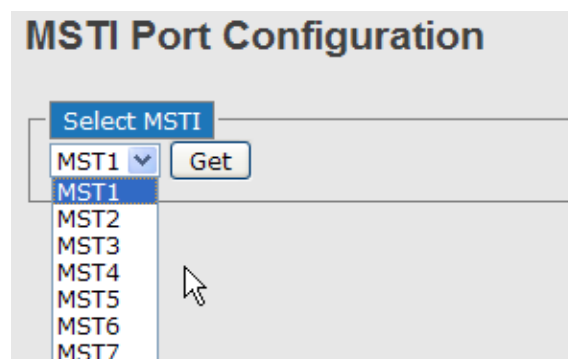 MSTI Port Configuration
Select MSTI
MST1 Get
MST1
MST2
MST3
MST4
MST5
MST6
MST7